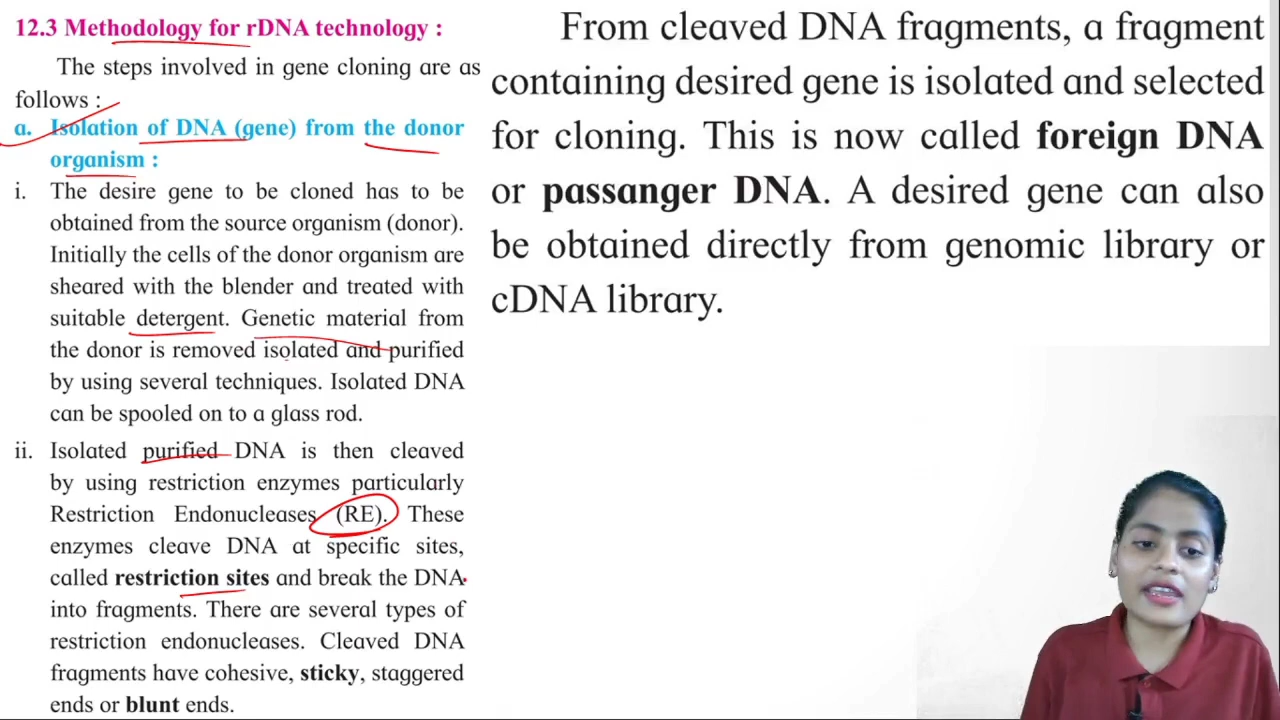 12.3 Methodology for rDNA technology :
The steps involved in gene cloning are as
follows :
a. Isolation of DNA (gene) from the donor
organism :
i. The desire gene to be cloned has to be
obtained from the source organism (donor).
Initially the cells of the donor organism are
sheared with the blender and treated with
suitable detergent. Genetic material from
the donor is removed isolated and purified
by using several techniques. Isolated DNA
can be spooled on to a glass rod.
ii. Isolated purified DNA is then cleaved
by using restriction enzymes particularly
Restriction Endonucleases (RE). These
enzymes cleave DNA at specific sites,
called restriction sites and break the DNA
into fragments. There are several types of
restriction endonucleases. Cleaved DNA
fragments have cohesive, sticky, staggered
ends or blunt ends.
From cleaved DNA fragments, a fragment
containing desired gene is isolated and selected
for cloning. This is now called foreign DNA
or passanger DNA. A desired gene can also
be obtained directly from genomic library or
cDNA library.